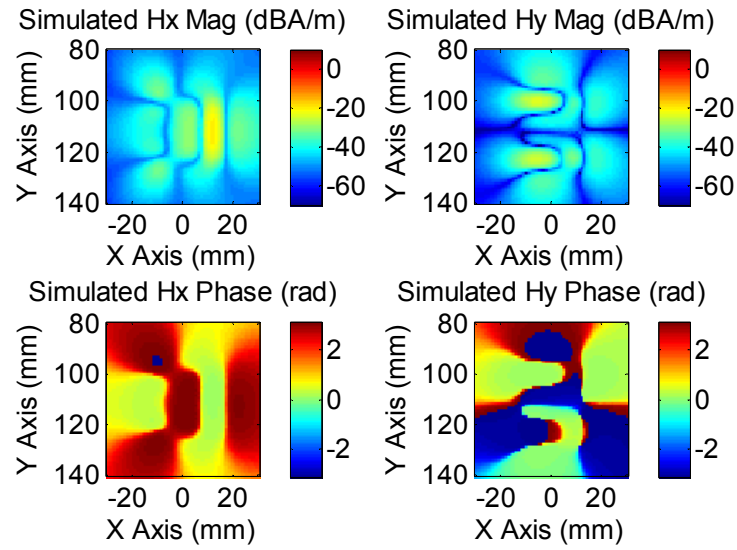 Simulated Hx Mag (dBA/m)
Simulated Hy Mag (dBA/m)
80
100
120
140
Y Axis (mm)
-20 0 20
X Axis (mm)
0
-20
-40
-60
80
100
120
140
Y Axis (mm)
-20 0 20
X Axis (mm)
0
-20
-40
-60
Simulated Hx Phase (rad)
Simulated Hy Phase (rad)
80
100
120
140
Y Axis (mm)
-20 0 20
X Axis (mm)
2
0
-2
80
100
120
140
Y Axis (mm)
-20 0 20
X Axis (mm)
2
0
-2